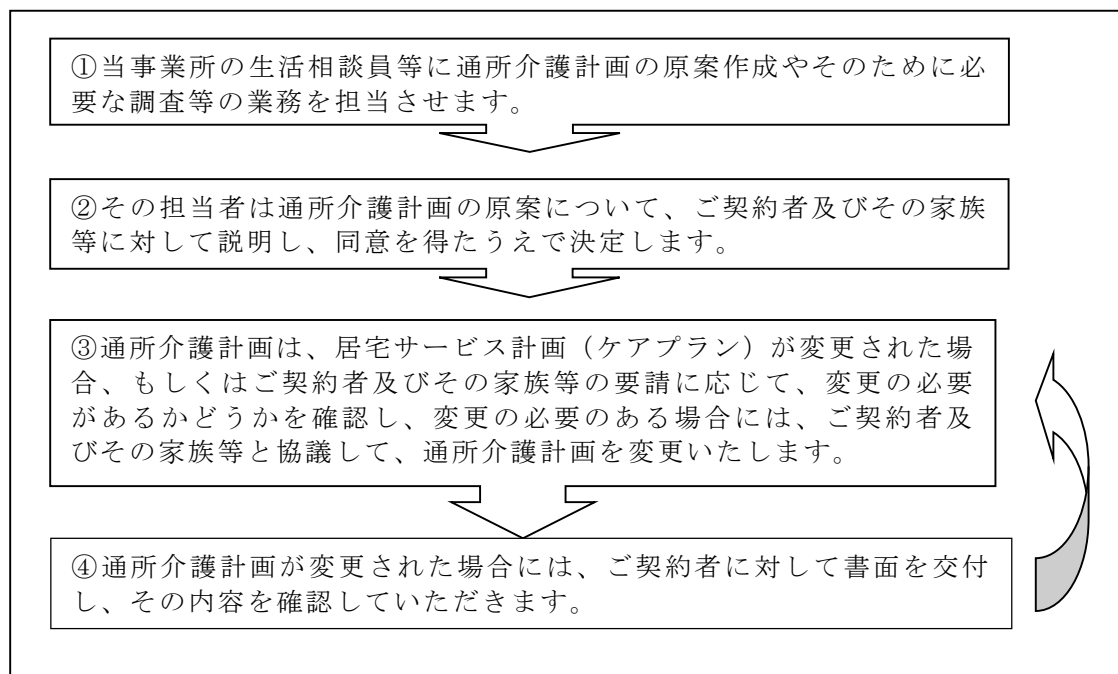 ①当事業所の生活相談員等に通所介護計画の原案作成やそのために必
要な調査等の業務を担当させます。
②その担当者は通所介護計画の原案について、ご契約者及びその家族
等に対して説明し、同意を得たうえで決定します。
③通所介護計画は、居宅サービス計画（ケアプラン）が変更された場
合、もしくはご契約者及びその家族等の要請に応じて、変更の必要
があるかどうかを確認し、変更の必要のある場合には、ご契約者及
びその家族等と協議して、通所介護計画を変更いたします。
④通所介護計画が変更された場合には、ご契約者に対して書面を交付
し、その内容を確認していただきます。